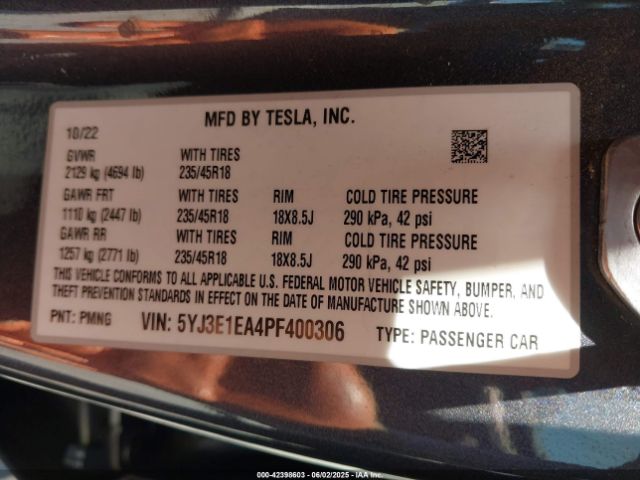 MFD BY TESLA, INC.
10/22
GVWR WITH TIRES
2129 kg (4694 lb) 235/45R18
GAWR FRT WITH TIRES RIM COLD TIRE PRESSURE
1110 kg (2447 lb) 235/45R18 18X8.5J 290 kPa, 42 psi
GAWR RR WITH TIRES RIM COLD TIRE PRESSURE
1257 kg (2771 lb) 235/45R18 18X8.5J 290 kPa, 42 psi
THIS VEHICLE CONFORMS TO ALL APPLICABLE U.S. FEDERAL MOTOR VEHICLE SAFETY, BUMPER, AND
THEFT PREVENTION STANDARDS IN EFFECT ON THE DATE OF MANUFACTURE SHOWN ABOVE.
PNT: PMNG VIN: 5YJ3E1EA4PF400306 TYPE: PASSENGER CAR
000-42398603 - 06/02/2025 - IAA Inc.